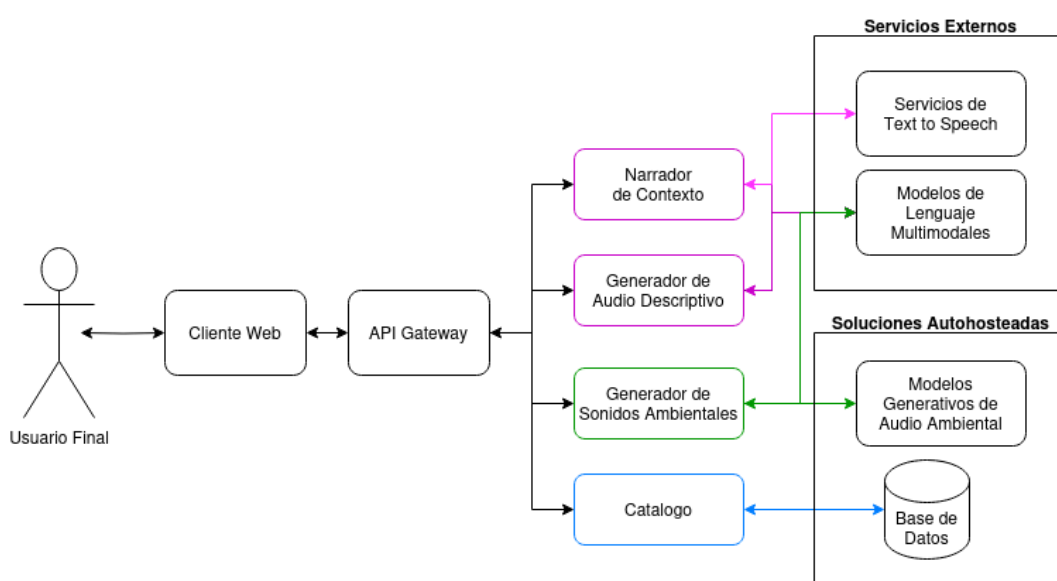 Servicios Externos
Servicios de
Text to Speech
Narrador
de Contexto
Modelos de
Lenguaje
Multimodales
Generador de
Audio Descriptivo
Cliente Web
API Gateway
Soluciones Autohosteadas
Generador de
Sonidos Ambientales
Modelos
Generativos de
Audio Ambiental
Usuario Final
Catalogo
Base de
Datos